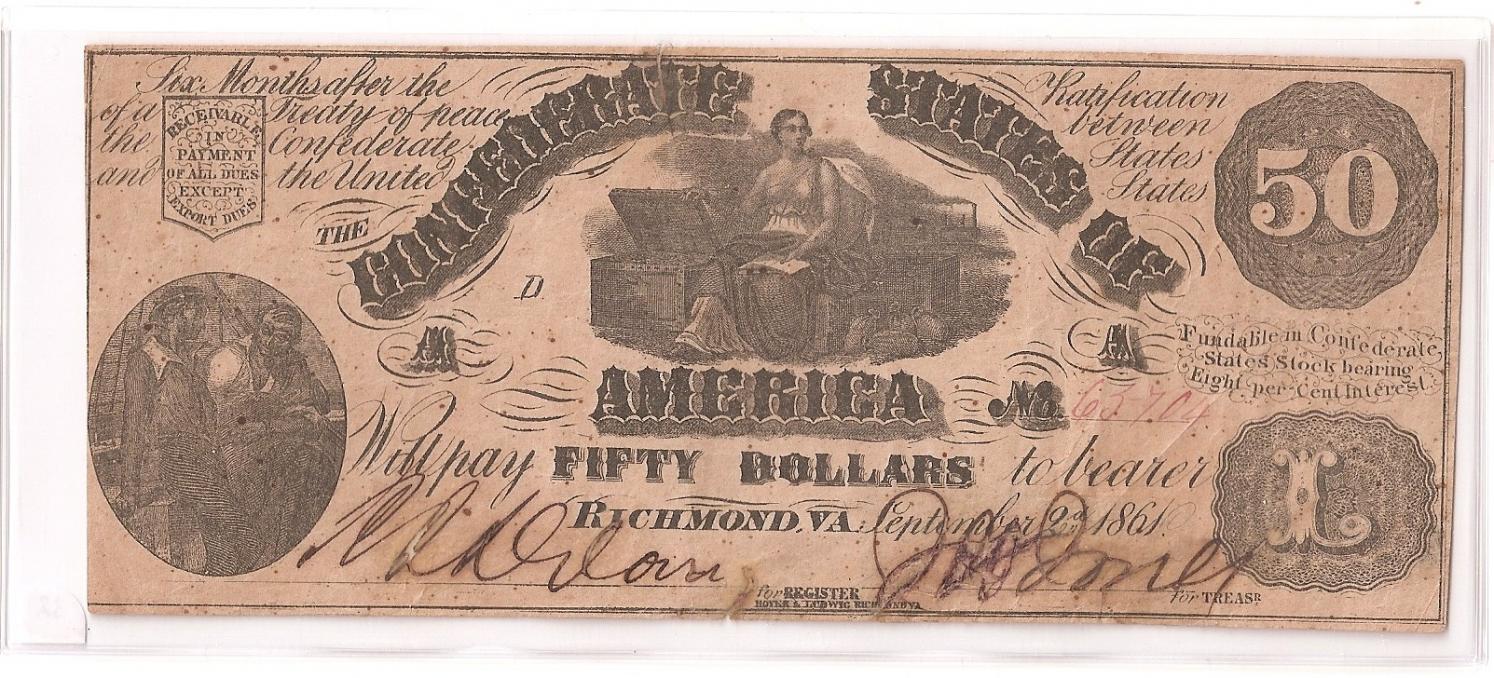 Six Months after the Ratification
of a Treaty of peace between
the Confederate States
and the United States
RECEIVABLE
IN
PAYMENT
OF ALL DUES
EXCEPT
EXPORT DUES
THE
CONFEDERATE STATES OF
50
D
A A
AMERICA
No. 65704
Fundable in Confederate
States Stock bearing
Eight per Cent Interest.
Will pay FIFTY DOLLARS to bearer
L
RICHMOND, VA September 2d 1861
for REGISTER
HOYER & LUDWIG RICHMOND VA
for TREASR